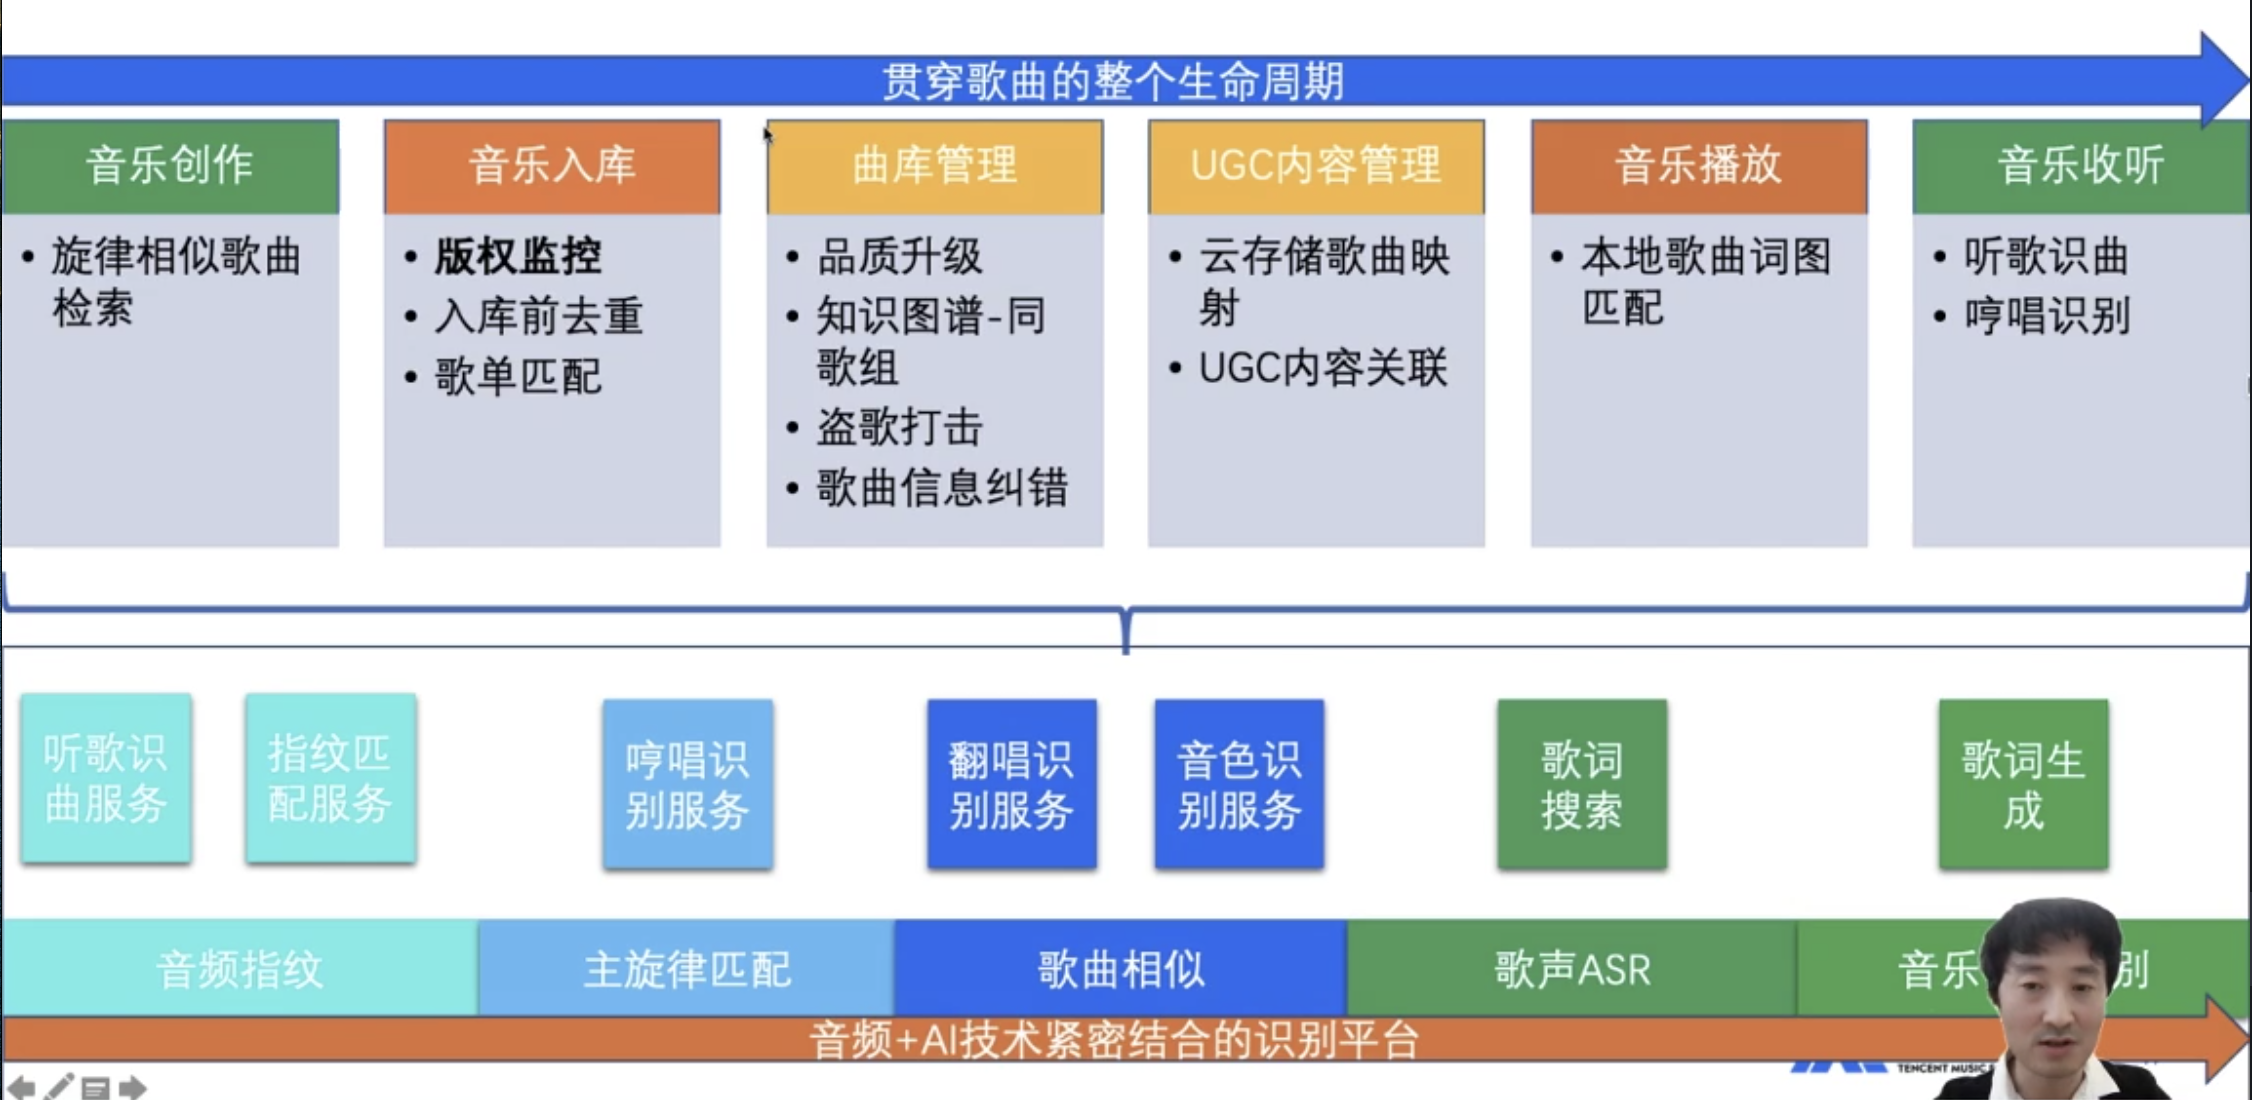 贯穿歌曲的整个生命周期
音乐创作
• 旋律相似歌曲
检索
音乐入库
• 版权监控
• 入库前去重
• 歌单匹配
曲库管理
• 品质升级
• 知识图谱-同
歌组
• 盗歌打击
• 歌曲信息纠错
UGC内容管理
• 云存储歌曲映
射
• UGC内容关联
音乐播放
• 本地歌曲词图
匹配
音乐收听
• 听歌识曲
• 哼唱识别
听歌识
曲服务
指纹匹
配服务
哼唱识
别服务
翻唱识
别服务
音色识
别服务
歌词
搜索
歌词生
成
音频指纹
主旋律匹配
歌曲相似
歌声ASR
音乐 别
音频+AI技术紧密结合的识别平台
TENCENT MUSIC